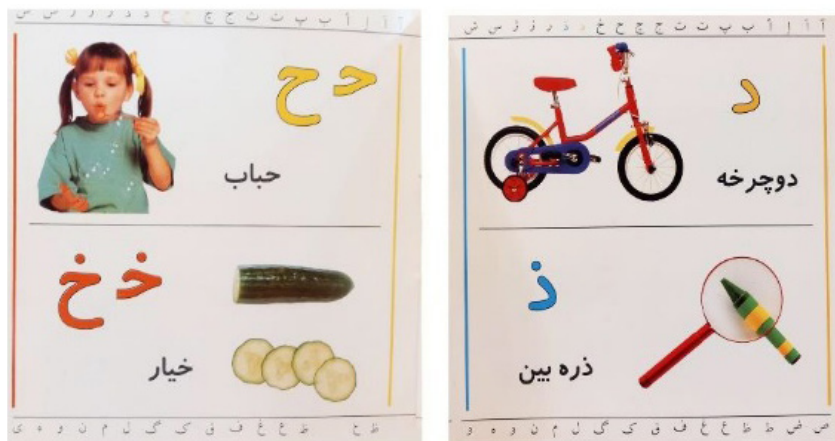 آ ا أ ب پ ت ث ج چ ح خ د ذ ر ز ژ س ش
حـ ح
حباب
خـ خ
خیار
ظ ع غ ف ق ک گ ل م ن و ه ی
آ ا أ ب پ ت ث ج چ ح خ د ذ ر ز ژ س ش
د
دوچرخه
ذ
ذره بین
ص ض ط ظ ع غ ف ق ک گ ل م ن و ه